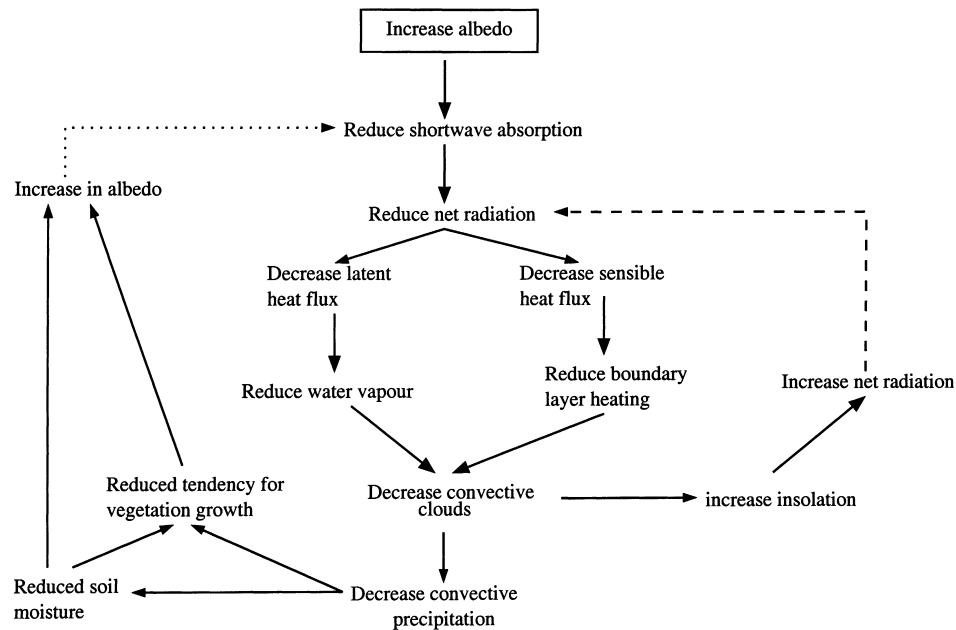 Increase albedo
Reduce shortwave absorption
Increase in albedo
Reduce net radiation
Decrease latent
heat flux
Decrease sensible
heat flux
Reduce water vapour
Reduce boundary
layer heating
Increase net radiation
Reduced tendency for
vegetation growth
Decrease convective
clouds
increase insolation
Reduced soil
moisture
Decrease convective
precipitation